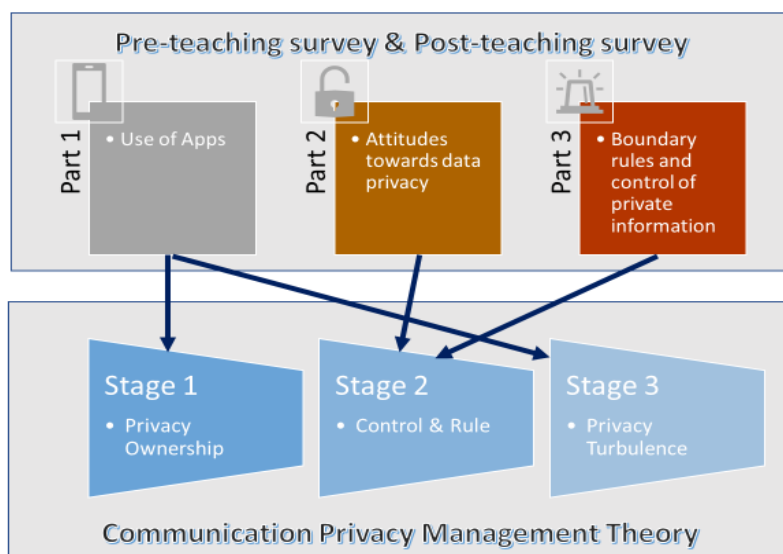 Pre-teaching survey & Post-teaching survey
Part 1
• Use of Apps
Part 2
• Attitudes
towards data
privacy
Part 3
• Boundary
rules and
control of
private
information
Stage 1
• Privacy
Ownership
Stage 2
• Control & Rule
Stage 3
• Privacy
Turbulence
Communication Privacy Management Theory